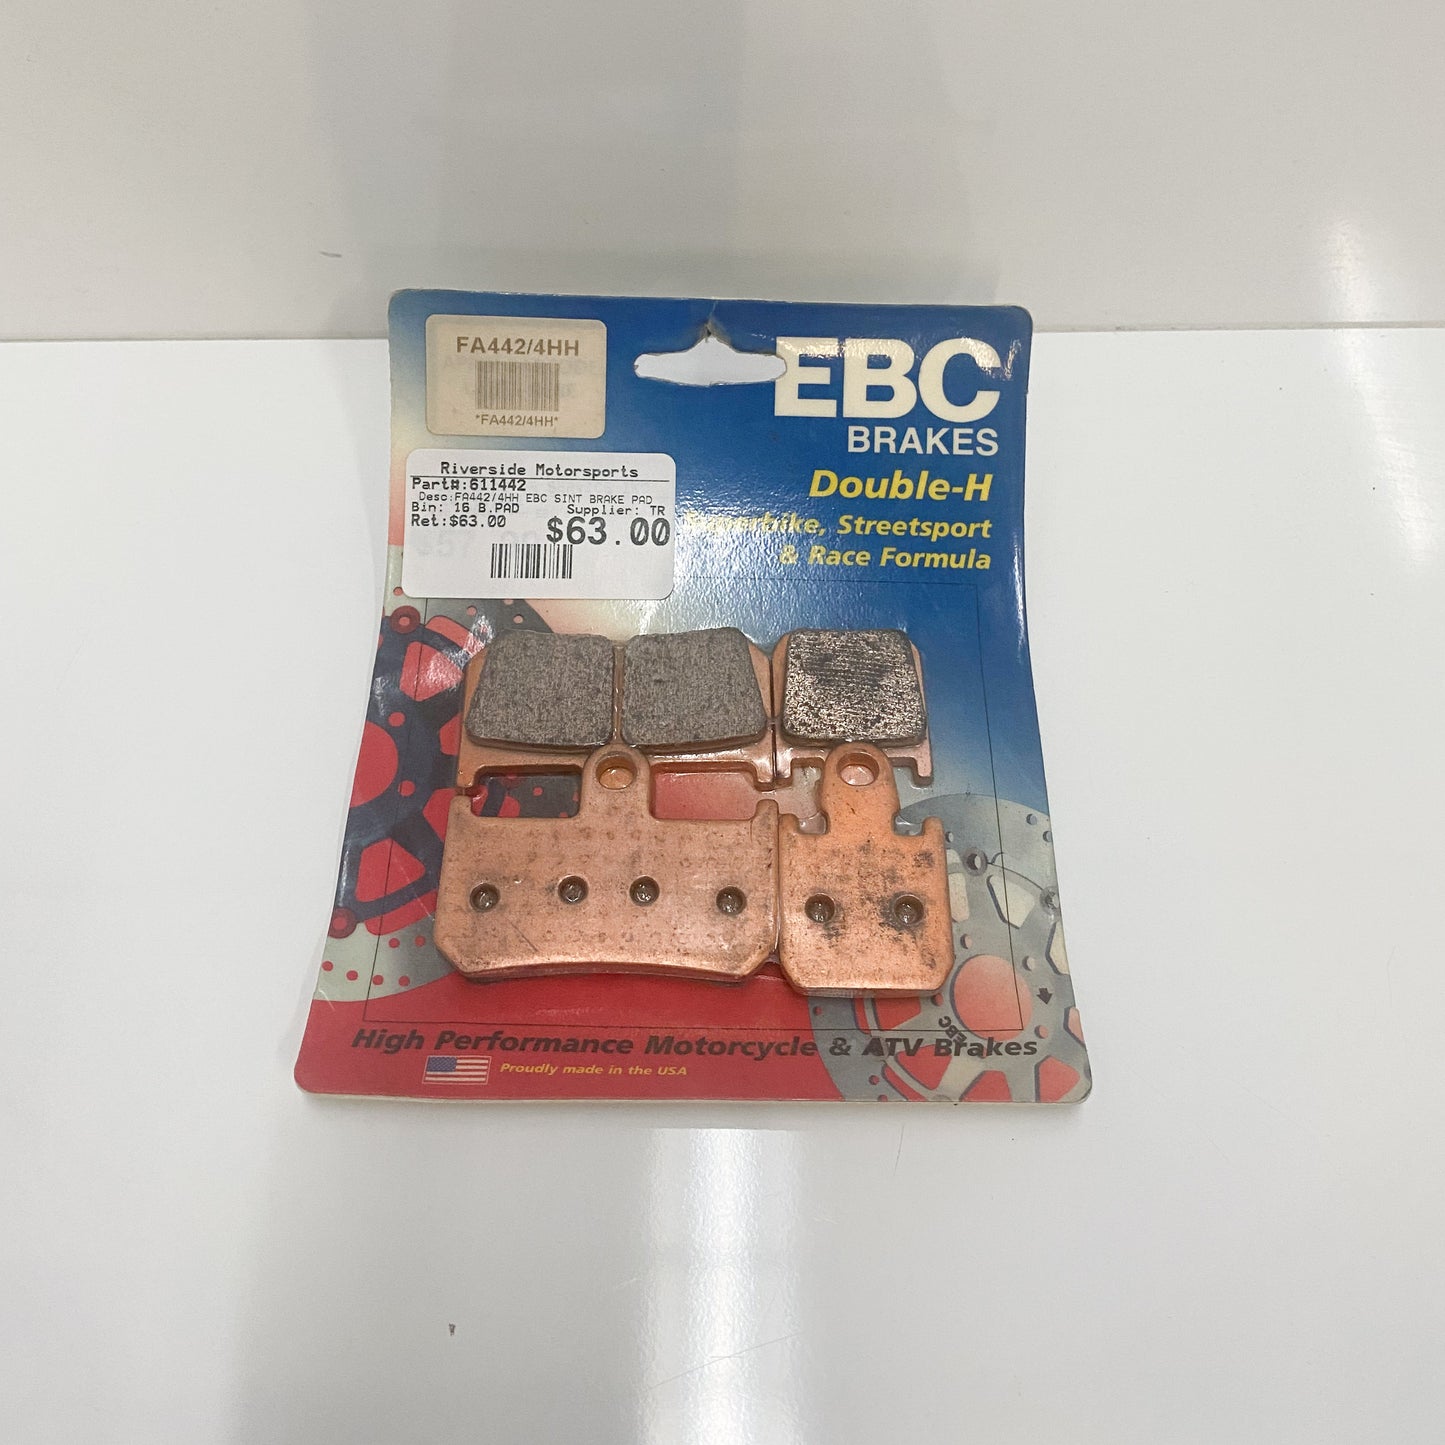 FA442/4HH
*FA442/4HH*
EBC
BRAKES
Double-H
Superbike, Streetsport
& Race Formula
Riverside Motorsports
Part#:611442
Desc:FA442/4HH EBC SINT BRAKE PAD
Bin: 16 B.PAD Supplier: TR
Ret:$63.00 $63.00
EBC
High Performance Motorcycle & ATV Brakes
Proudly made in the USA